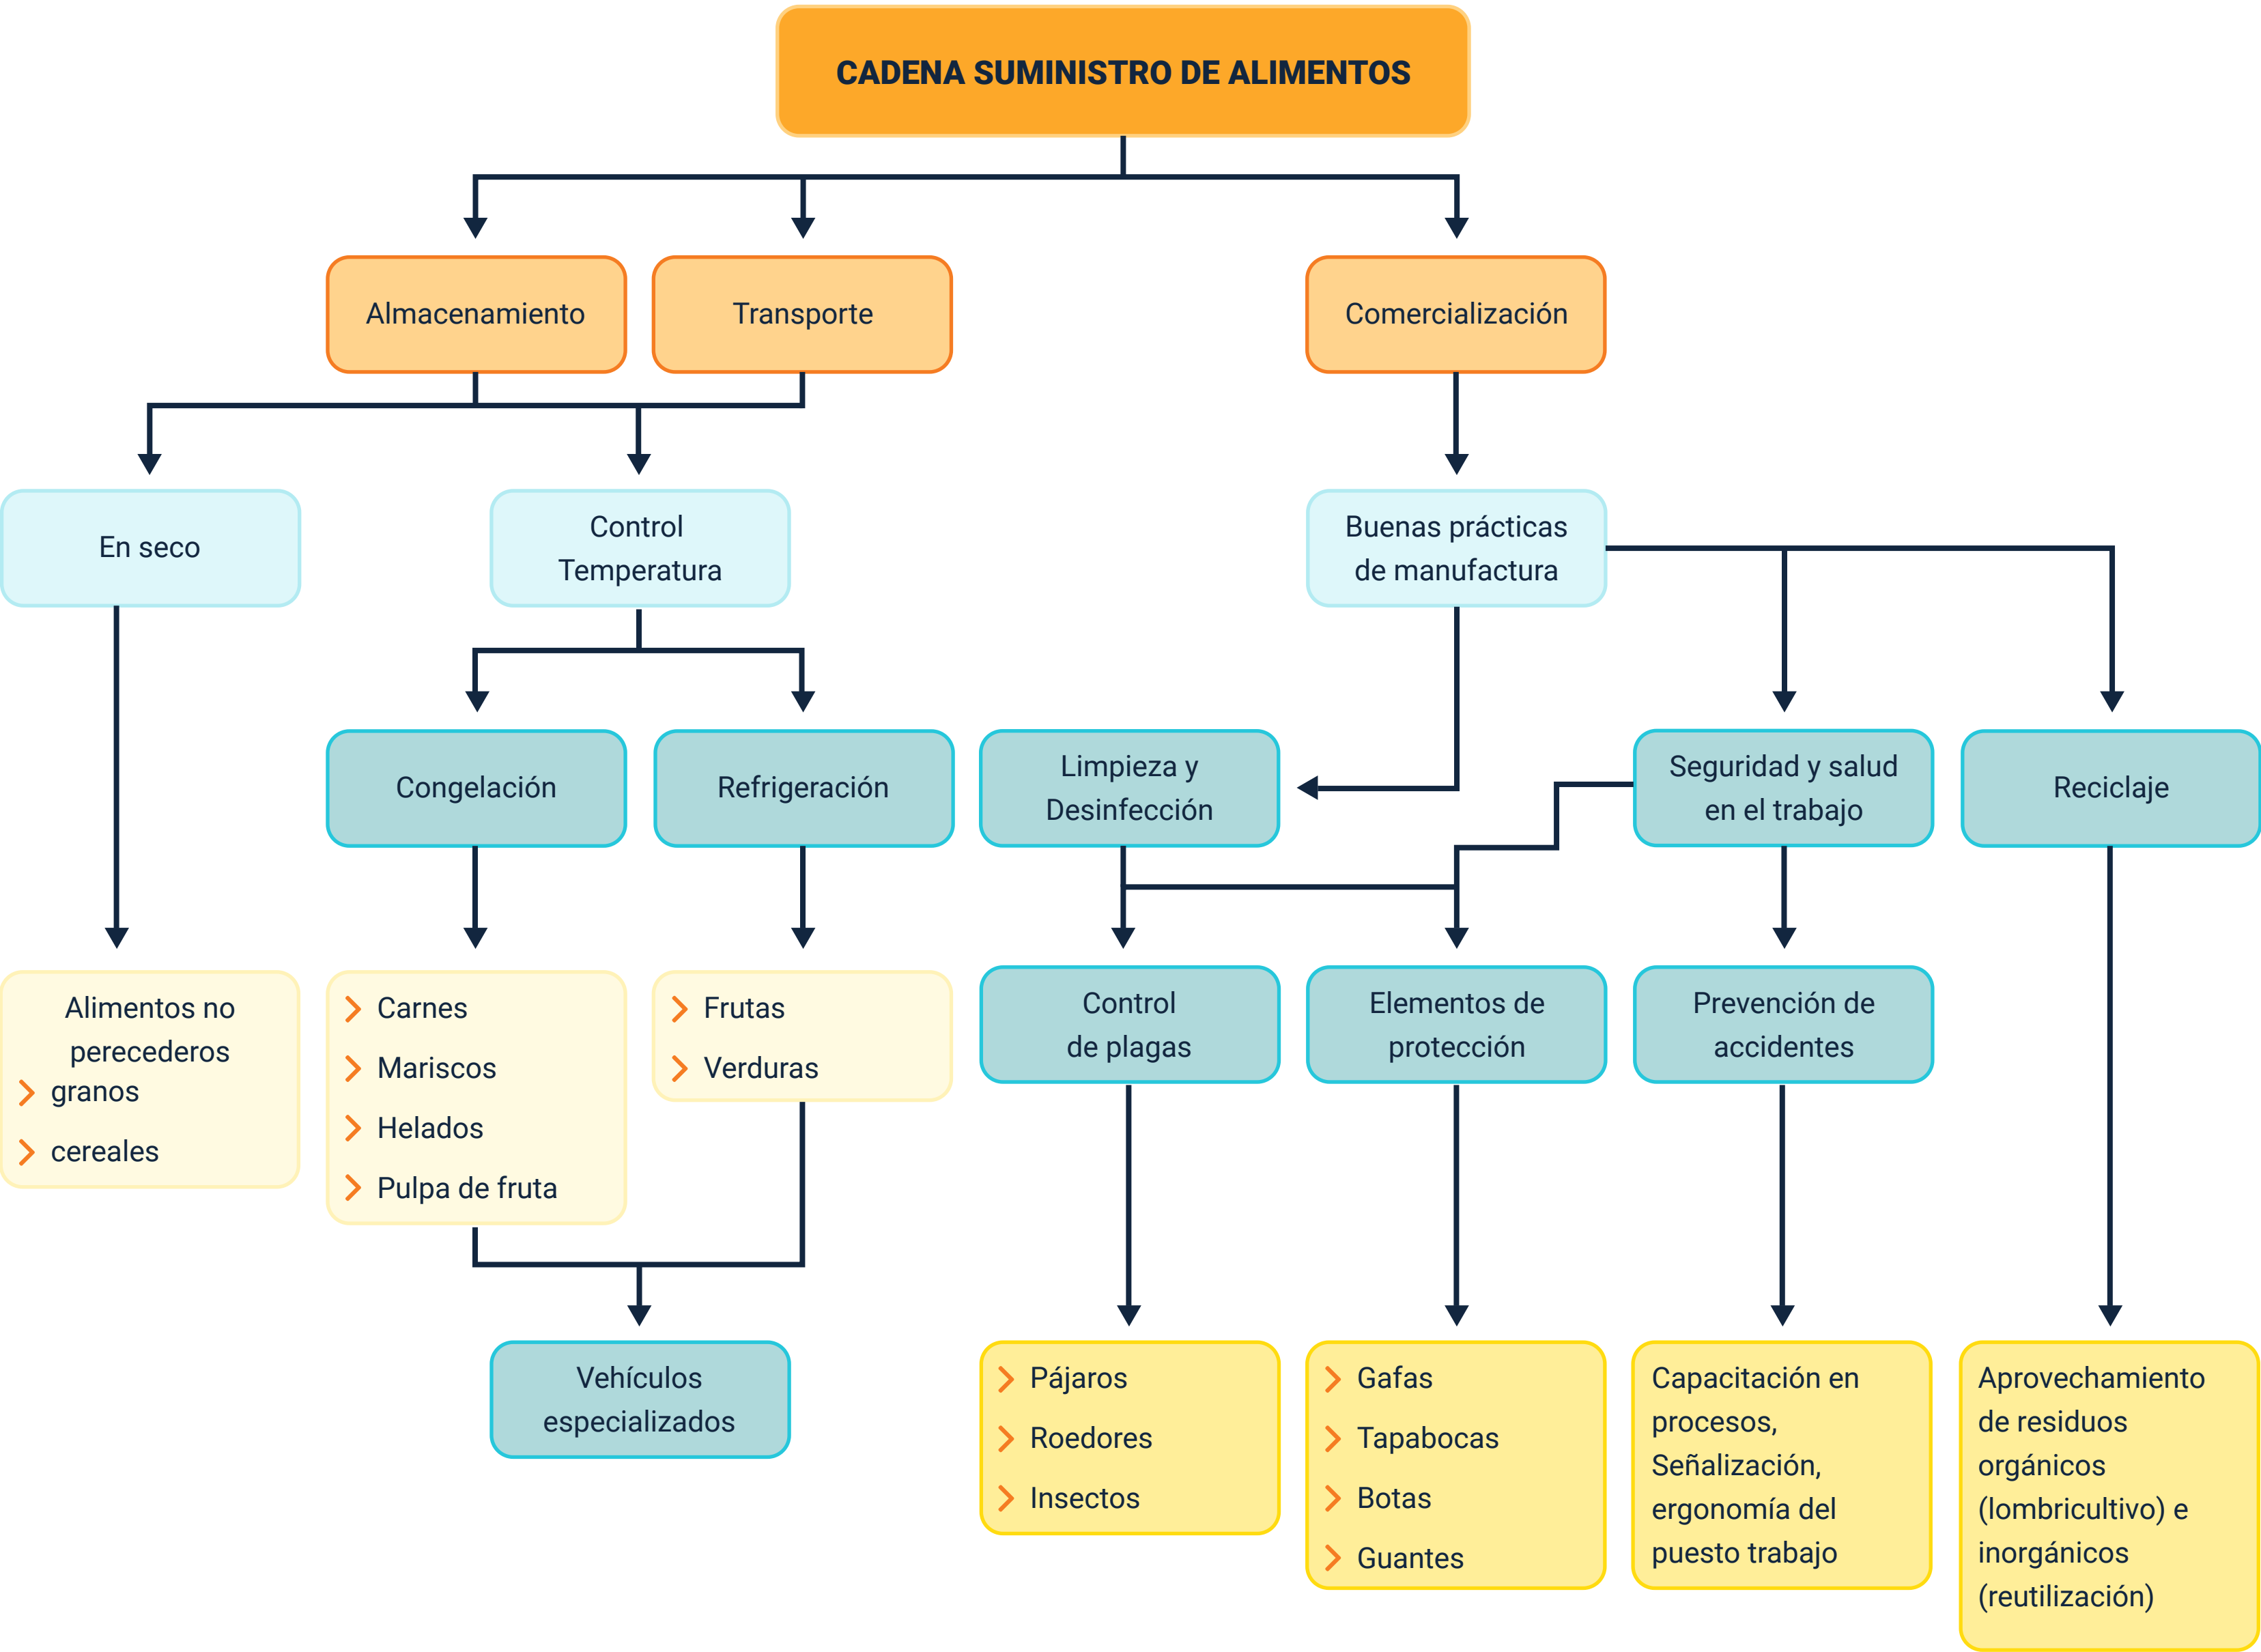 CADENA SUMINISTRO DE ALIMENTOS
Almacenamiento
Transporte
Comercialización
En seco
Control
Temperatura
Buenas prácticas
de manufactura
Congelación
Refrigeración
Limpieza y
Desinfección
Seguridad y salud
en el trabajo
Reciclaje
Alimentos no
perecederos
granos
cereales
Carnes
Mariscos
Helados
Pulpa de fruta
Frutas
Verduras
Control
de plagas
Elementos de
protección
Prevención de
accidentes
Vehículos
especializados
Pájaros
Roedores
Insectos
Gafas
Tapabocas
Botas
Guantes
Capacitación en
procesos,
Señalización,
ergonomía del
puesto trabajo
Aprovechamiento
de residuos
orgánicos
(lombricultivo) e
inorgánicos
(reutilización)